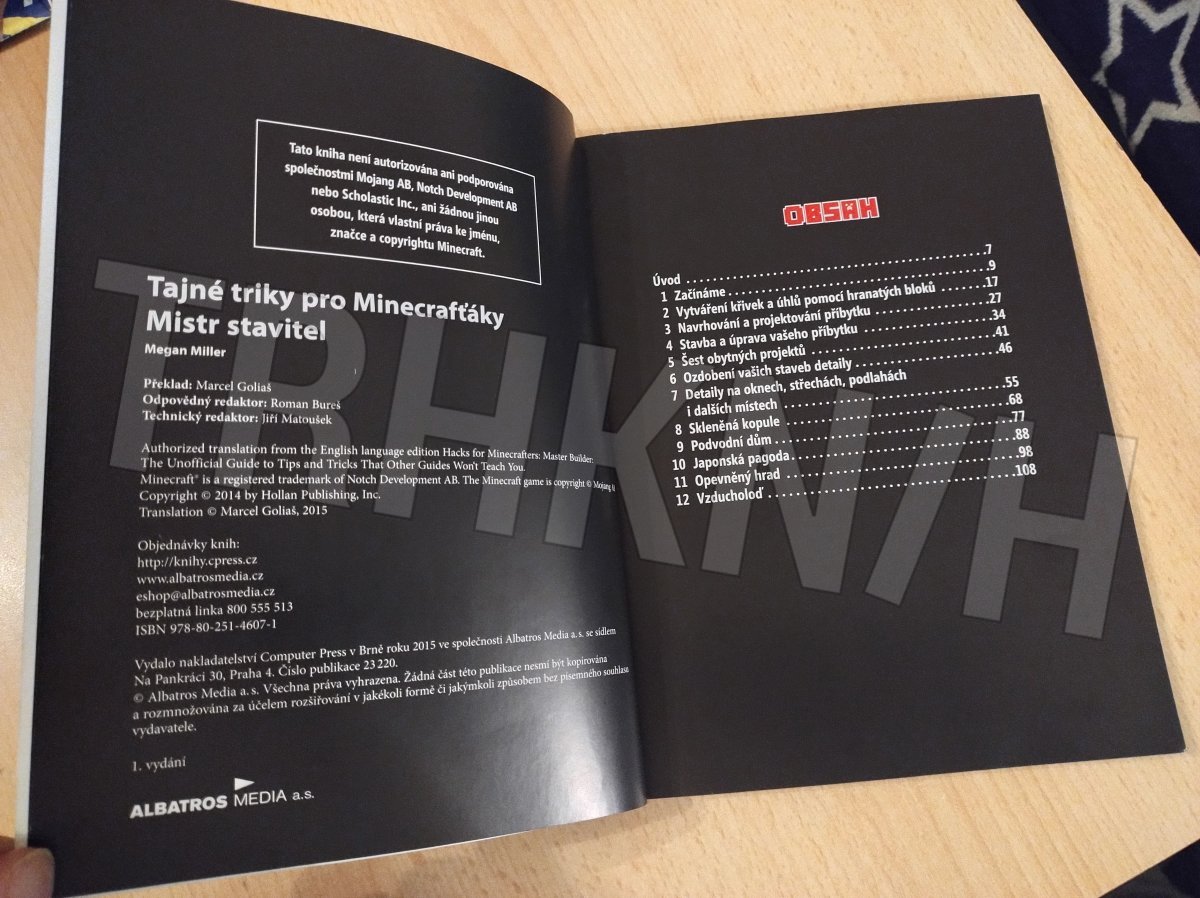 Tato kniha není autorizována ani podporována
společnostmi Mojang AB, Notch Development AB
nebo Scholastic Inc., ani žádnou jinou
osobou, která vlastní práva ke jménu,
značce a copyrightu Minecraft.
Tajné triky pro Minecrafťáky
Mistr stavitel
Megan Miller
Překlad: Marcel Goliaš
Odpovědný redaktor: Roman Bureš
Technický redaktor: Jiří Matoušek
Authorized translation from the English language edition Hacks for Minecrafters: Master Builder:
The Unofficial Guide to Tips and Tricks That Other Guides Won't Teach You.
Minecraft® is a registered trademark of Notch Development AB. The Minecraft game is copyright © Mojang
Copyright © 2014 by Hollan Publishing, Inc.
Translation © Marcel Goliaš, 2015
Objednávky knih:
http://knihy.cpress.cz
www.albatrosmedia.cz
eshop@albatrosmedia.cz
bezplatná linka 800 555 513
ISBN 978-80-251-4607-1
Vydalo nakladatelství Computer Press v Brně roku 2015 ve společnosti Albatros Media a. s. se sídlem
Na Pankráci 30, Praha 4. Číslo publikace 23 220.
© Albatros Media a. s. Všechna práva vyhrazena. Žádná část této publikace nesmí být kopírována
a rozmnožována za účelem rozšiřování v jakékoli formě či jakýmkoli způsobem bez písemného souhlasu
vydavatele.
1. vydání
ALBATROS MEDIA a.s.
OBSAH
Úvod . . . . . . . . . . 7
1 Začínáme . . . . . . . . . . 9
2 Vytváření křivek a úhlů pomocí hranatých bloků . . . . . . . 17
3 Navrhování a projektování příbytku . . . . . . . . . . 27
4 Stavba a úprava vašeho příbytku . . . . . . . . . . 34
5 Šest obytných projektů . . . . . . . . . . 41
6 Ozdobení vašich staveb detaily . . . . . . . . . . 46
7 Detaily na oknech, střechách, podlahách
i dalších místech . . . . . . . . . . 55
8 Skleněná kopule . . . . . . . . . . 68
9 Podvodní dům . . . . . . . . . . 77
10 Japonská pagoda . . . . . . . . . . 88
11 Opevněný hrad . . . . . . . . . . 98
12 Vzducholoď . . . . . . . . . . 108
TRHKNIH